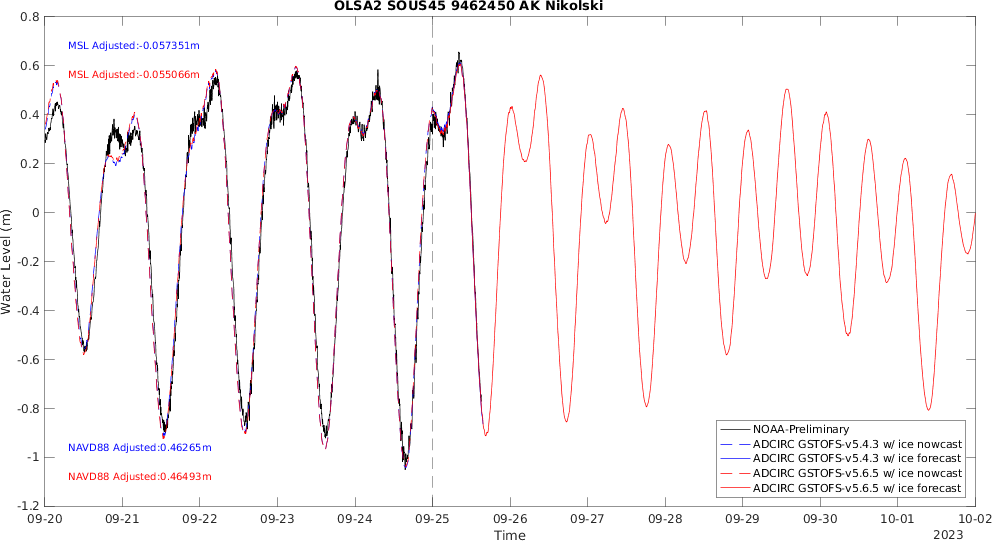 OLSA2 SOUS45 9462450 AK Nikolski
MSL Adjusted:-0.057351m
MSL Adjusted:-0.055066m
NAVD88 Adjusted:0.46265m
NAVD88 Adjusted:0.46493m
Water Level (m)
0.8
0.6
0.4
0.2
0
-0.2
-0.4
-0.6
-0.8
-1
-1.2
NOAA-Preliminary
ADCIRC GSTOFS-v5.4.3 w/ ice nowcast
ADCIRC GSTOFS-v5.4.3 w/ ice forecast
ADCIRC GSTOFS-v5.6.5 w/ ice nowcast
ADCIRC GSTOFS-v5.6.5 w/ ice forecast
09-20 09-21 09-22 09-23 09-24 09-25 09-26 09-27 09-28 09-29 09-30 10-01 10-02
Time
2023